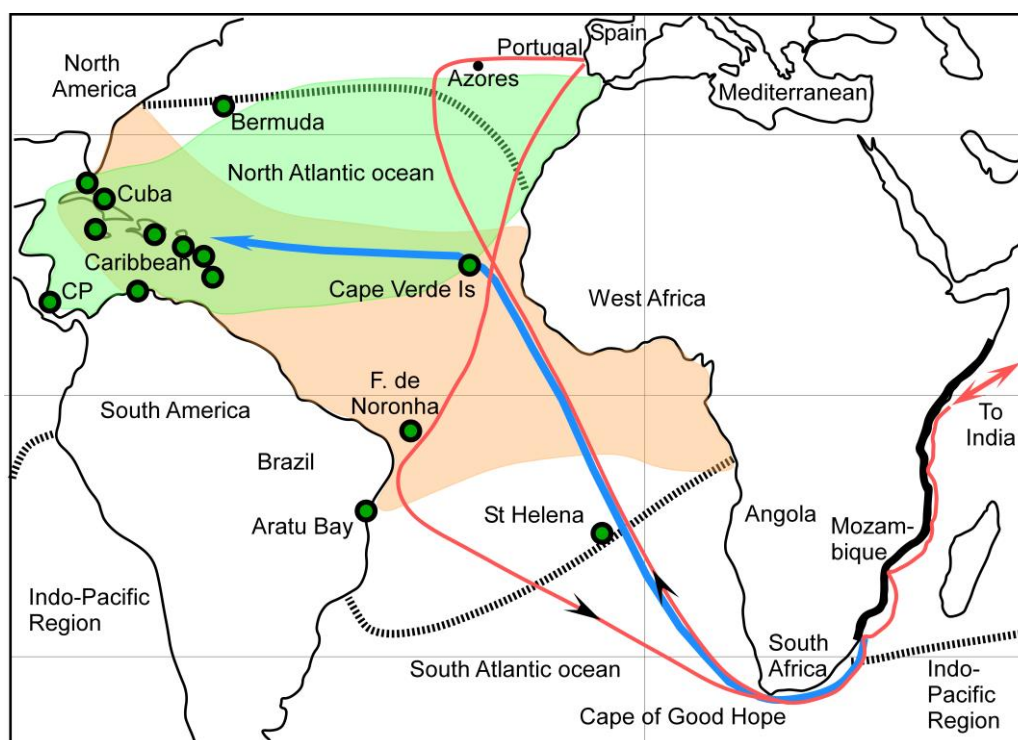 Spain
Portugal
North
America
Azores
Mediterranean
Bermuda
North Atlantic ocean
Cuba
Caribbean
CP
Cape Verde Is
West Africa
F. de
Noronha
South America
To
India
Brazil
Aratu Bay
St Helena
Angola
Mozam-
bique
Indo-Pacific
Region
South
Africa
South Atlantic ocean
Indo-
Pacific
Region
Cape of Good Hope